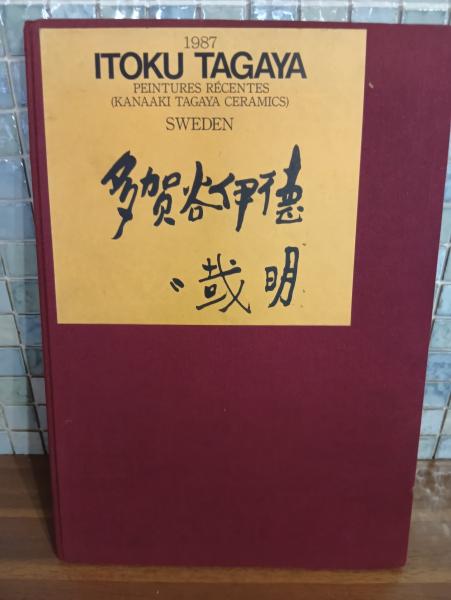 1987
ITOKU TAGAYA
PEINTURES RÉCENTES
(KANAAKI TAGAYA CERAMICS)
SWEDEN
多賀谷伊徳
〃哉明